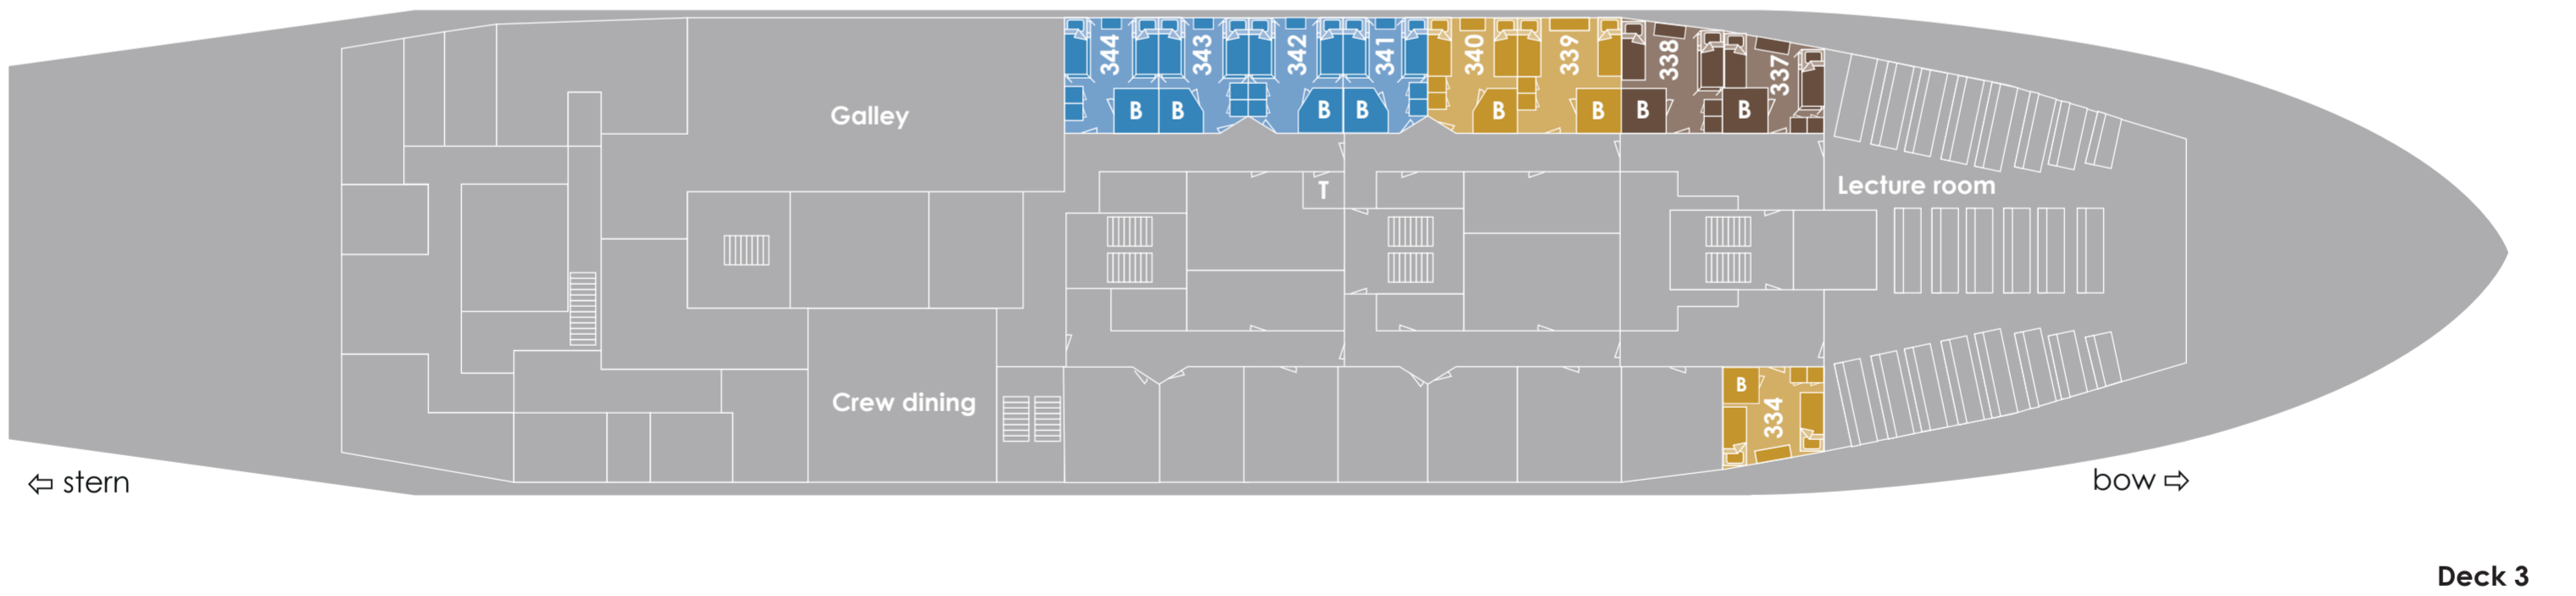 344
343
342
341
340
339
338
337
B
B
B
B
B
B
B
B
Galley
T
Lecture room
B
334
Crew dining
⇦ stern
bow ⇨
Deck 3